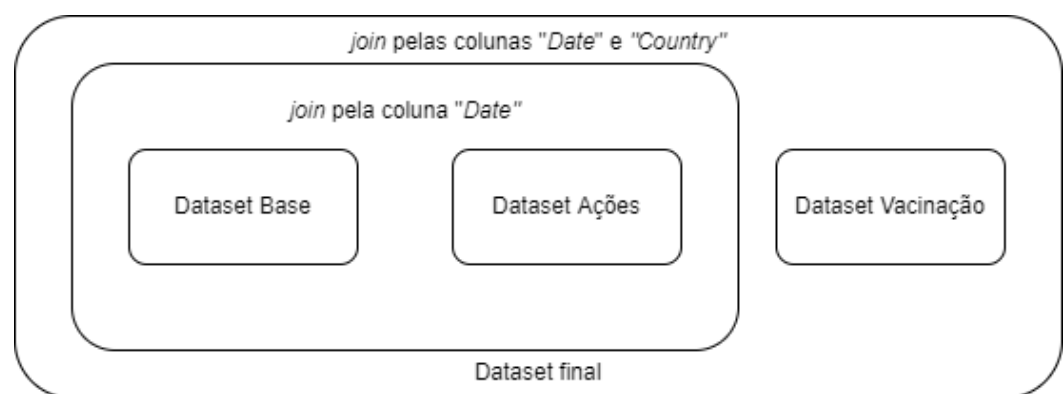 join pelas colunas "Date" e "Country"
join pela coluna "Date"
Dataset Base
Dataset Ações
Dataset Vacinação
Dataset final